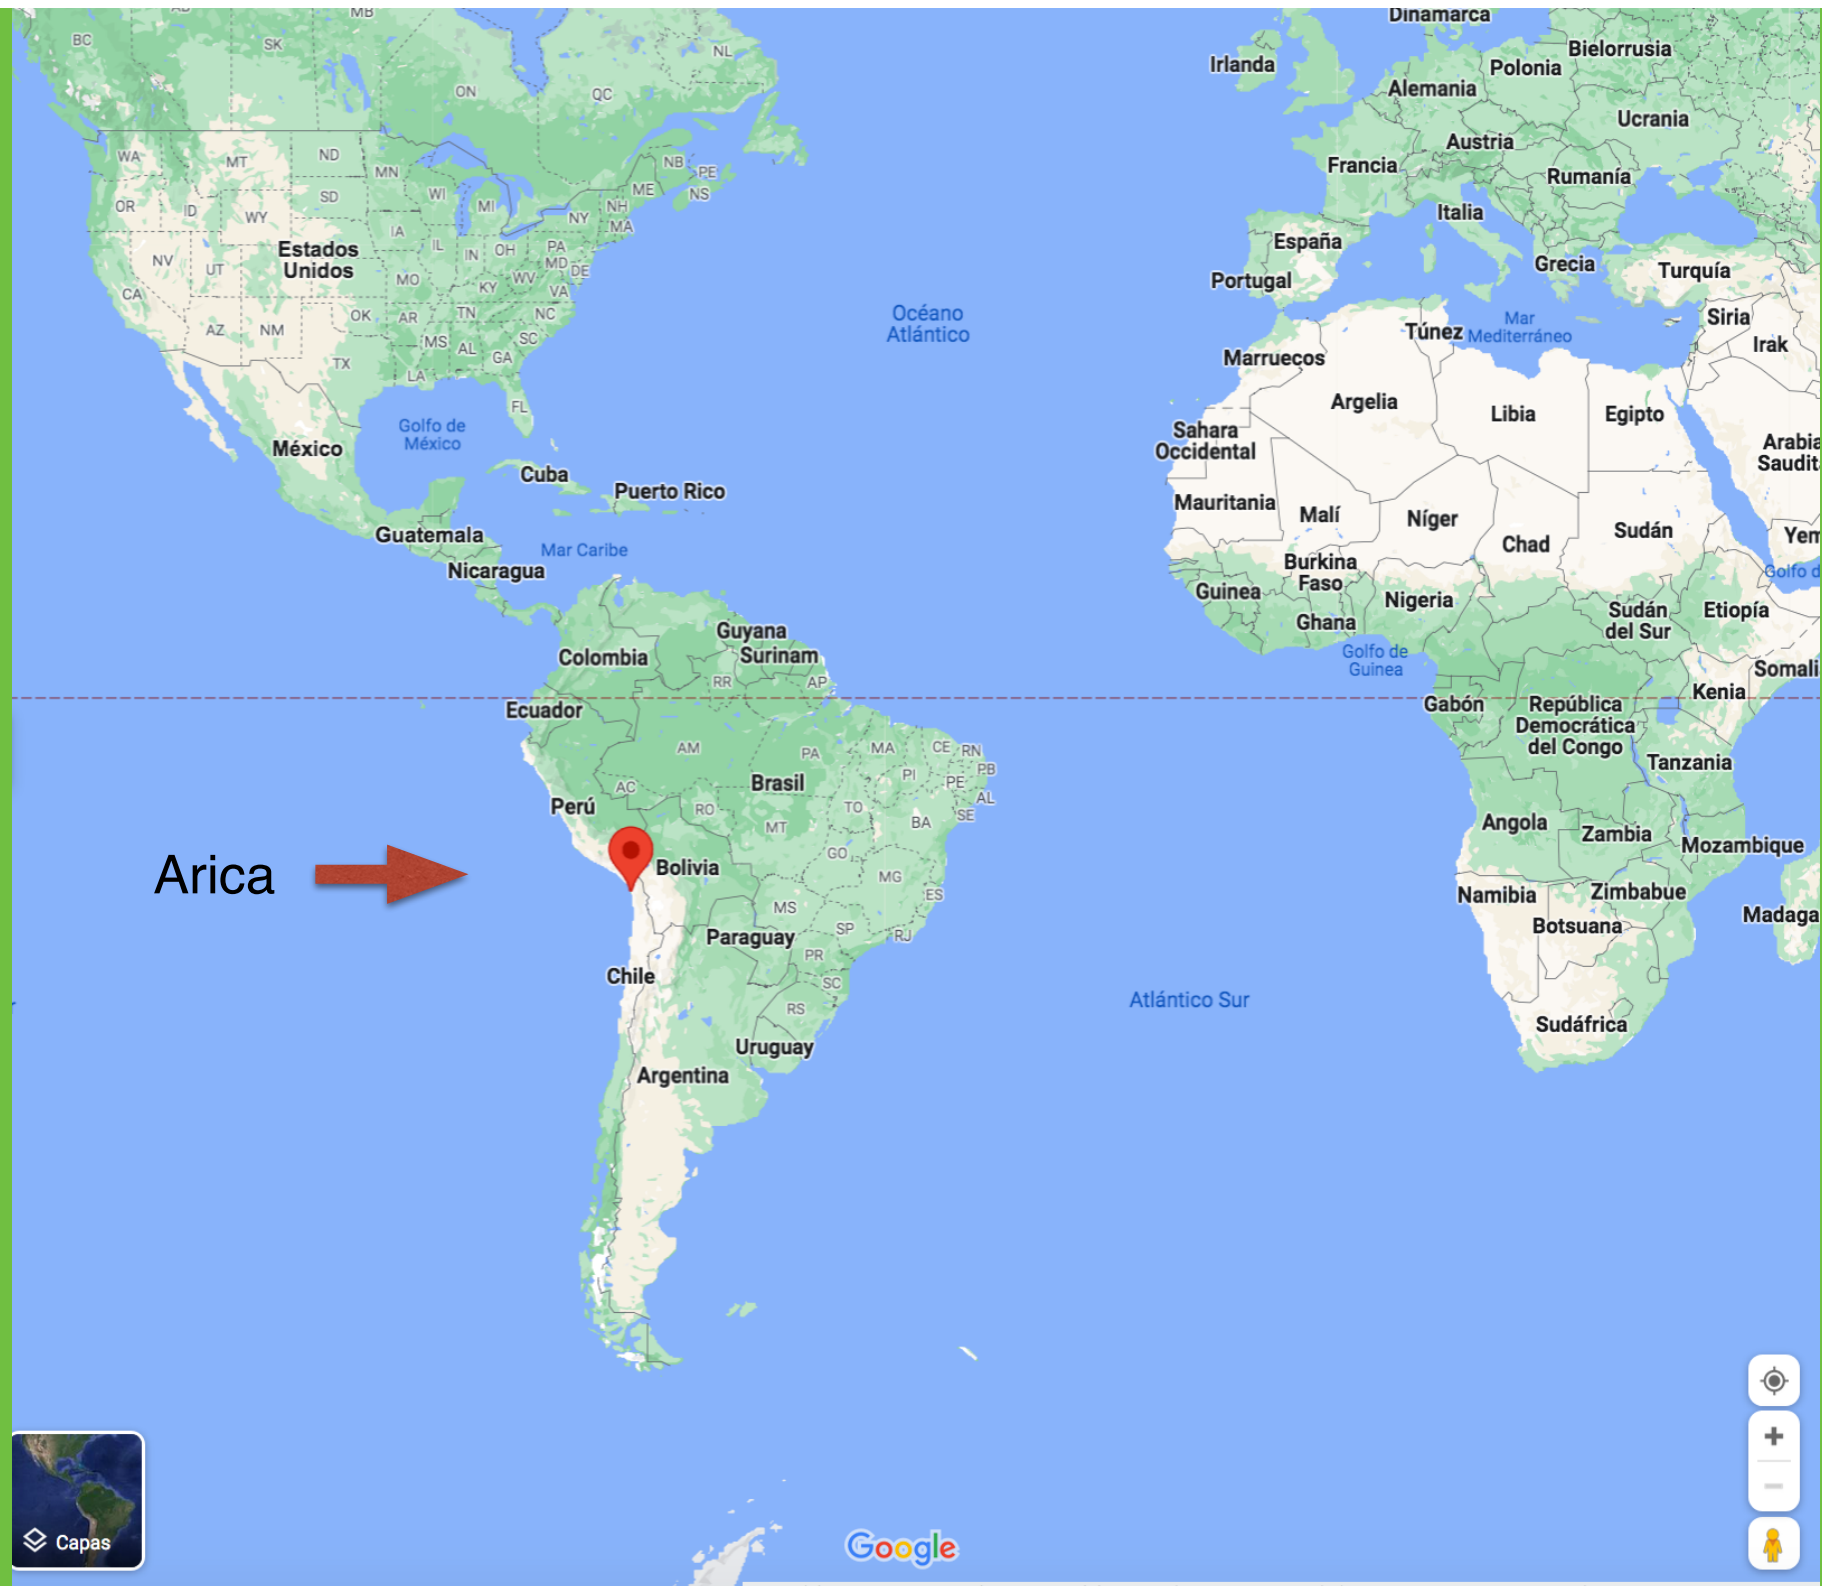 MB
Dinamarca
BC
SK
NL
Irlanda
Bielorrusia
Polonia
ON
QC
Alemania
Ucrania
WA
MT
ND
MN
NB
PE
Austria
Francia
Rumanía
OR
ID
WY
SD
WI
MI
ME
NS
NH
NY
MA
Italia
Estados
Unidos
IA
IL
IN
OH
PA
MD
DE
España
Grecia
NV
UT
MO
KY
WV
VA
Portugal
Turquía
CA
Océano
Atlántico
AZ
NM
OK
AR
TN
NC
SC
Túnez
Mar
Mediterráneo
Siria
Irak
TX
MS
AL
GA
LA
Marruecos
FL
Argelia
Libia
Egipto
Golfo de
México
México
Sahara
Occidental
Arabia
Saudit
Cuba
Puerto Rico
Mauritania
Malí
Níger
Chad
Sudán
Yem
Guatemala
Mar Caribe
Nicaragua
Burkina
Faso
Golfo d
Guinea
Nigeria
Ghana
Sudán
del Sur
Etiopía
Guyana
Surinam
Colombia
Golfo de
Guinea
Somali
RR
AP
Kenia
Ecuador
Gabón
República
Democrática
del Congo
AM
PA
MA
CE
RN
PB
PI
PE
AL
SE
Tanzania
Brasil
AC
RO
TO
BA
MT
Perú
Angola
Zambia
Mozambique
Arica
Bolivia
GO
MG
ES
MS
SP
RJ
Namibia
Zimbabue
Botsuana
Madaga
Paraguay
PR
SC
Chile
RS
Atlántico Sur
Sudáfrica
Uruguay
Argentina
Capas
Google